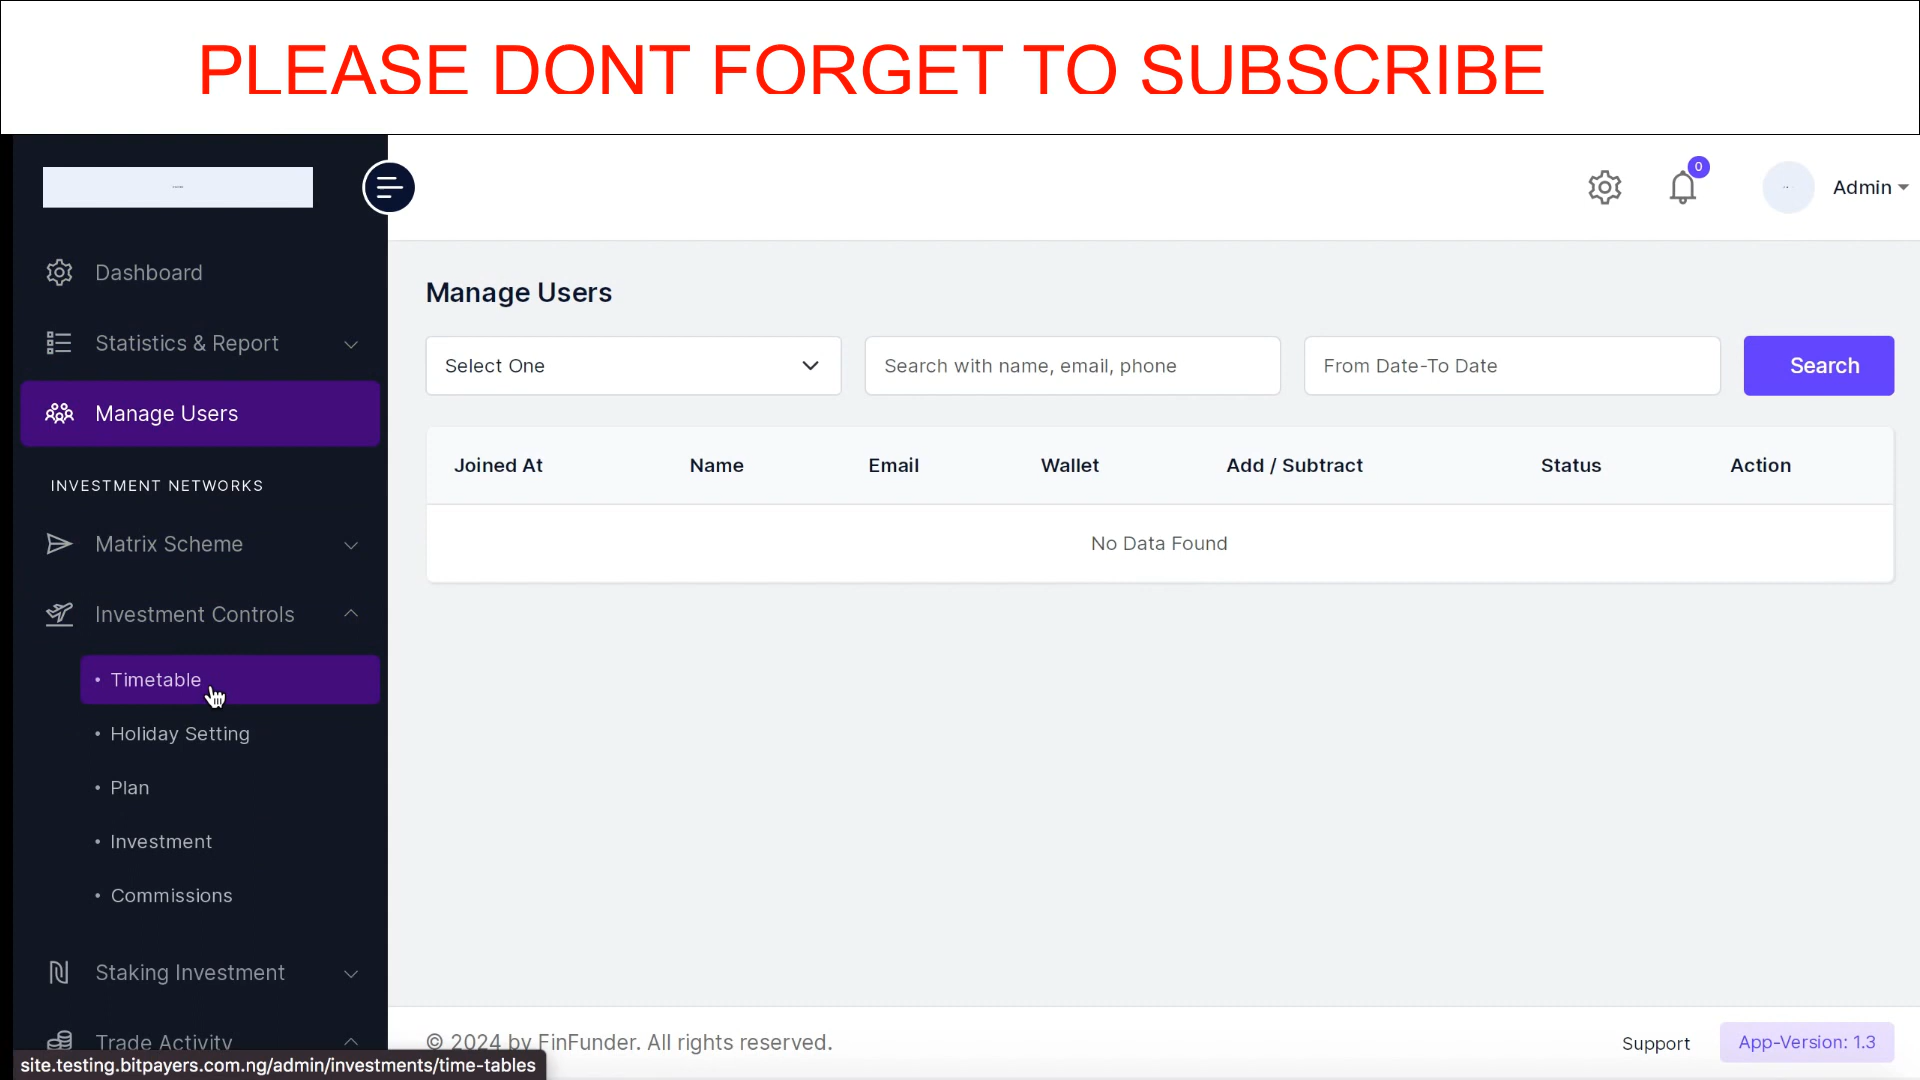 PLEASE DONT FORGET TO SUBSCRIBE
0
Admin
Dashboard
Statistics & Report
Manage Users
INVESTMENT NETWORKS
Matrix Scheme
Investment Controls
• Timetable
• Holiday Setting
• Plan
• Investment
• Commissions
Staking Investment
Trade Activity
Manage Users
Select One
Search with name, email, phone
From Date-To Date
Search
Joined At Name Email Wallet Add / Subtract Status Action
No Data Found
© 2024 by FinFunder. All rights reserved.
Support
App-Version: 1.3
site.testing.bitpayers.com.ng/admin/investments/time-tables